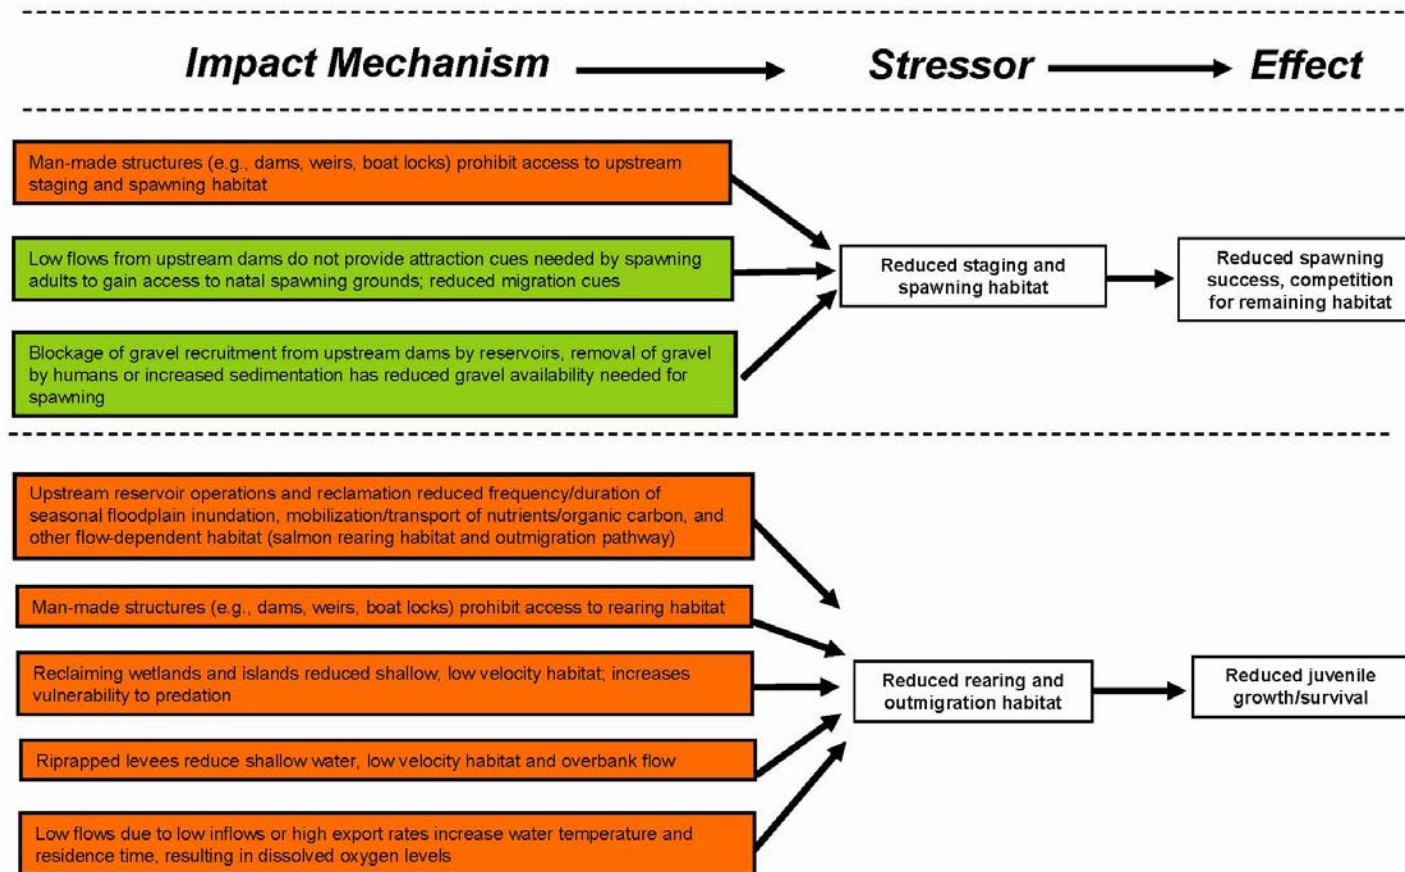 Impact Mechanism
Stressor
Effect
Man-made structures (e.g., dams, weirs, boat locks) prohibit access to upstream
staging and spawning habitat
Low flows from upstream dams do not provide attraction cues needed by spawning
adults to gain access to natal spawning grounds; reduced migration cues
Blockage of gravel recruitment from upstream dams by reservoirs, removal of gravel
by humans or increased sedimentation has reduced gravel availability needed for
spawning
Reduced staging and
spawning habitat
Reduced spawning
success, competition
for remaining habitat
Upstream reservoir operations and reclamation reduced frequency/duration of
seasonal floodplain inundation, mobilization/transport of nutrients/organic carbon, and
other flow-dependent habitat (salmon rearing habitat and outmigration pathway)
Man-made structures (e.g., dams, weirs, boat locks) prohibit access to rearing habitat
Reclaiming wetlands and islands reduced shallow, low velocity habitat; increases
vulnerability to predation
Riprapped levees reduce shallow water, low velocity habitat and overbank flow
Low flows due to low inflows or high export rates increase water temperature and
residence time, resulting in dissolved oxygen levels
Reduced rearing and
outmigration habitat
Reduced juvenile
growth/survival